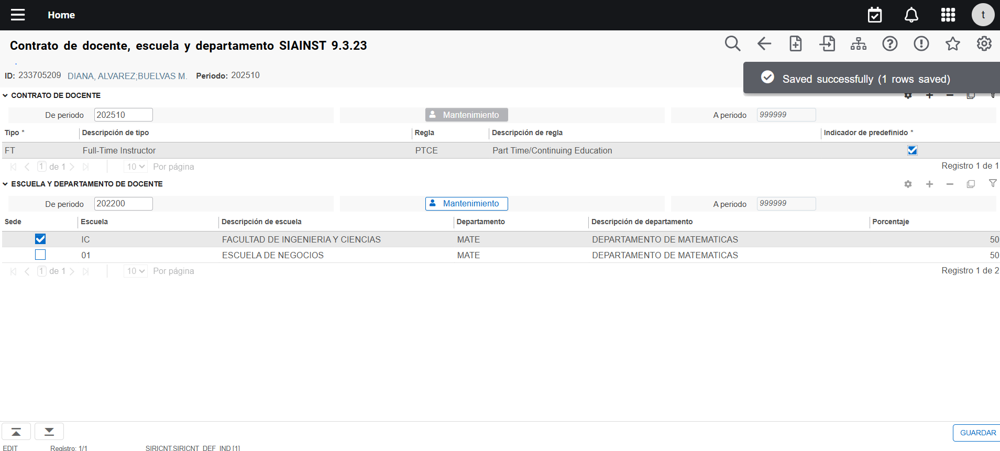 Home
t
Contrato de docente, escuela y departamento SIAINST 9.3.23
ID: 233705209 DIANA, ALVAREZ;BUELVAS M. Periodo: 202510
Saved successfully (1 rows saved)
CONTRATO DE DOCENTE
De periodo 202510 Mantenimiento A periodo 999999
Tipo * Descripción de tipo Regla Descripción de regla Indicador de predefinido *
FT Full-Time Instructor PTCE Part Time/Continuing Education
1 de 1 10 Por página Registro 1 de 1
ESCUELA Y DEPARTAMENTO DE DOCENTE
De periodo 202200 Mantenimiento A periodo 999999
Sede Escuela Descripción de escuela Departamento Descripción de departamento Porcentaje
IC FACULTAD DE INGENIERIA Y CIENCIAS MATE DEPARTAMENTO DE MATEMATICAS 50
01 ESCUELA DE NEGOCIOS MATE DEPARTAMENTO DE MATEMATICAS 50
1 de 1 10 Por página Registro 1 de 2
GUARDAR
EDIT Registro: 1/1 SIRICNT.SIRICNT_DEF_IND [1]